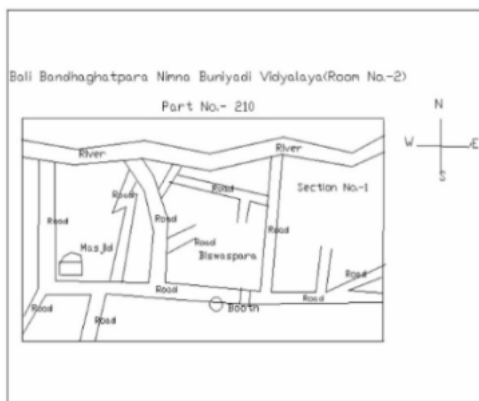 Bali Bandhaghatpara Nimna Buniyadi Vidyalaya(Room No.-2)
Part No.- 210
N
W
E
S
River
River
Road
Road
Section No.-1
Road
Road
Road
Road
Masjid
Biswaspara
Road
Road
Road
Road
Booth
Road
Road